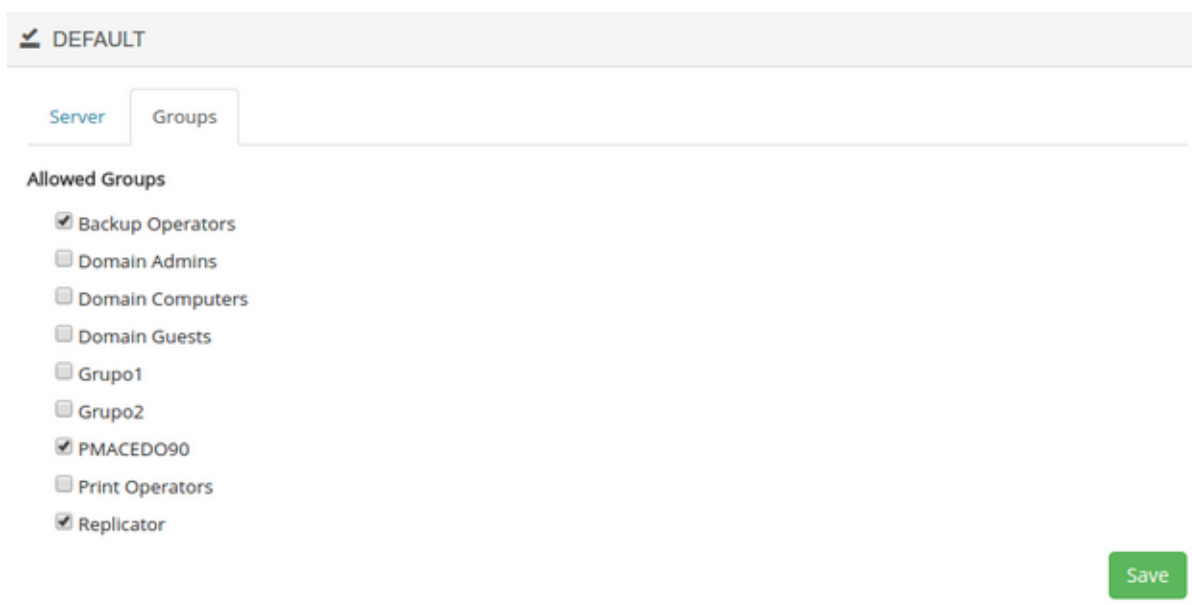 DEFAULT
Server Groups
Allowed Groups
Backup Operators
Domain Admins
Domain Computers
Domain Guests
Grupo1
Grupo2
PMACEDO90
Print Operators
Replicator
Save